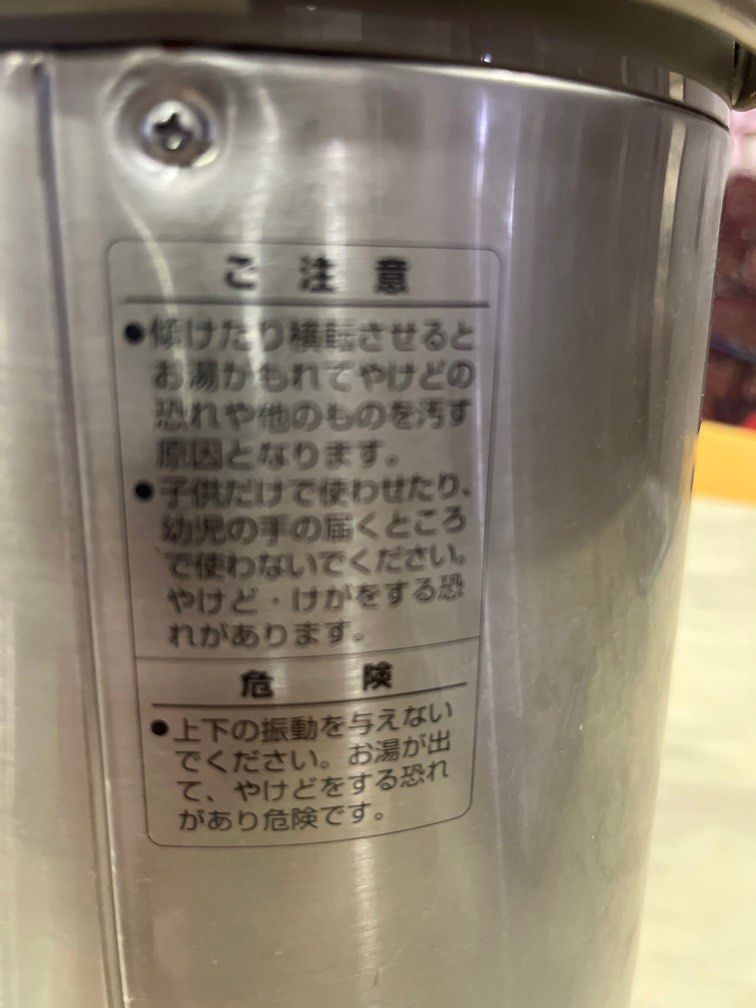 ご注意
●傾けたり横転させると
お湯がもれてやけどの
恐れや他のものを汚す
原因となります。
●子供だけで使わせたり、
幼児の手の届くところ
で使わないでください。
やけど・けがをする恐
れがあります。
危険
●上下の振動を与えない
でください。お湯が出
て、やけどをする恐れ
があり危険です。